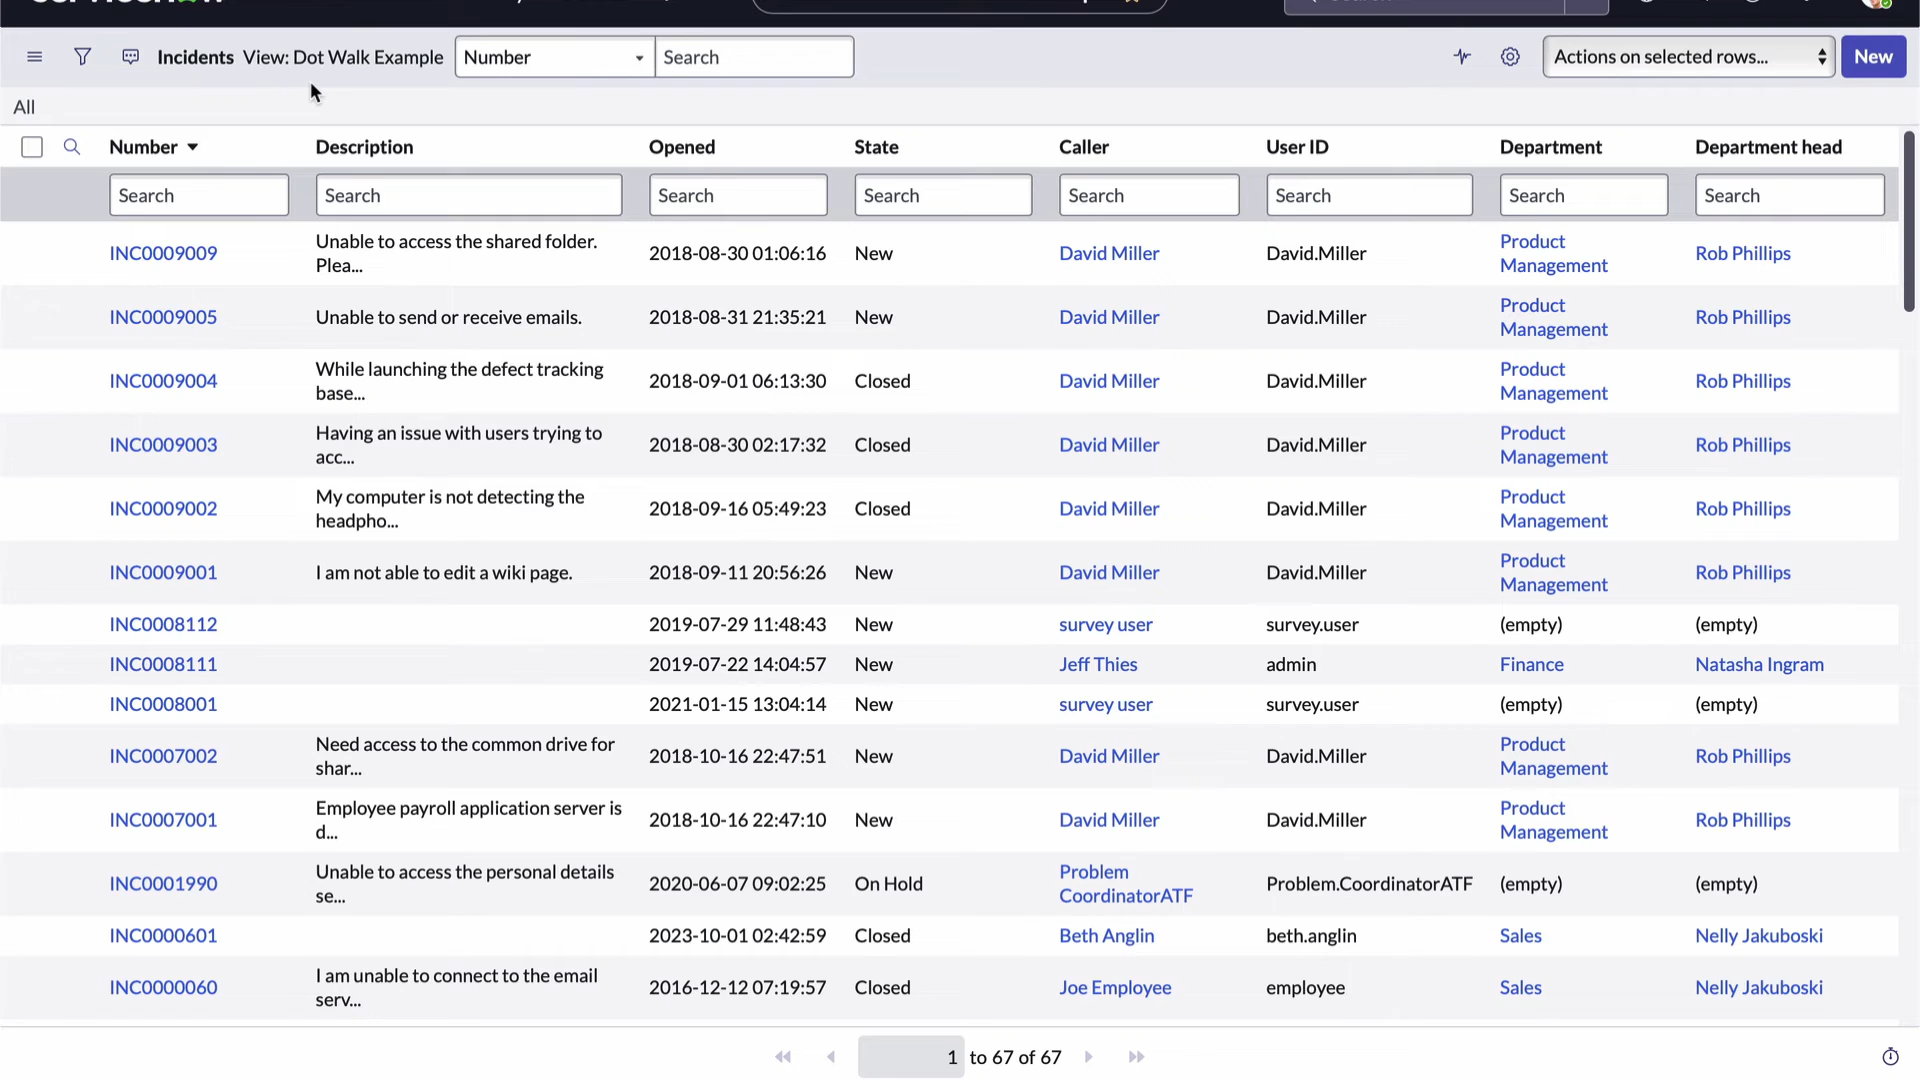 Incidents View: Dot Walk Example Number Search Actions on selected rows... New
All
Number Description Opened State Caller User ID Department Department head
Search Search Search Search Search Search Search Search
INC0009009 Unable to access the shared folder. Plea... 2018-08-30 01:06:16 New David Miller David.Miller Product Management Rob Phillips
INC0009005 Unable to send or receive emails. 2018-08-31 21:35:21 New David Miller David.Miller Product Management Rob Phillips
INC0009004 While launching the defect tracking base... 2018-09-01 06:13:30 Closed David Miller David.Miller Product Management Rob Phillips
INC0009003 Having an issue with users trying to acc... 2018-08-30 02:17:32 Closed David Miller David.Miller Product Management Rob Phillips
INC0009002 My computer is not detecting the headpho... 2018-09-16 05:49:23 Closed David Miller David.Miller Product Management Rob Phillips
INC0009001 I am not able to edit a wiki page. 2018-09-11 20:56:26 New David Miller David.Miller Product Management Rob Phillips
INC0008112 2019-07-29 11:48:43 New survey user survey.user (empty) (empty)
INC0008111 2019-07-22 14:04:57 New Jeff Thies admin Finance Natasha Ingram
INC0008001 2021-01-15 13:04:14 New survey user survey.user (empty) (empty)
INC0007002 Need access to the common drive for shar... 2018-10-16 22:47:51 New David Miller David.Miller Product Management Rob Phillips
INC0007001 Employee payroll application server is d... 2018-10-16 22:47:10 New David Miller David.Miller Product Management Rob Phillips
INC0001990 Unable to access the personal details se... 2020-06-07 09:02:25 On Hold Problem CoordinatorATF Problem.CoordinatorATF (empty) (empty)
INC0000601 2023-10-01 02:42:59 Closed Beth Anglin beth.anglin Sales Nelly Jakuboski
INC0000060 I am unable to connect to the email serv... 2016-12-12 07:19:57 Closed Joe Employee employee Sales Nelly Jakuboski
1 to 67 of 67